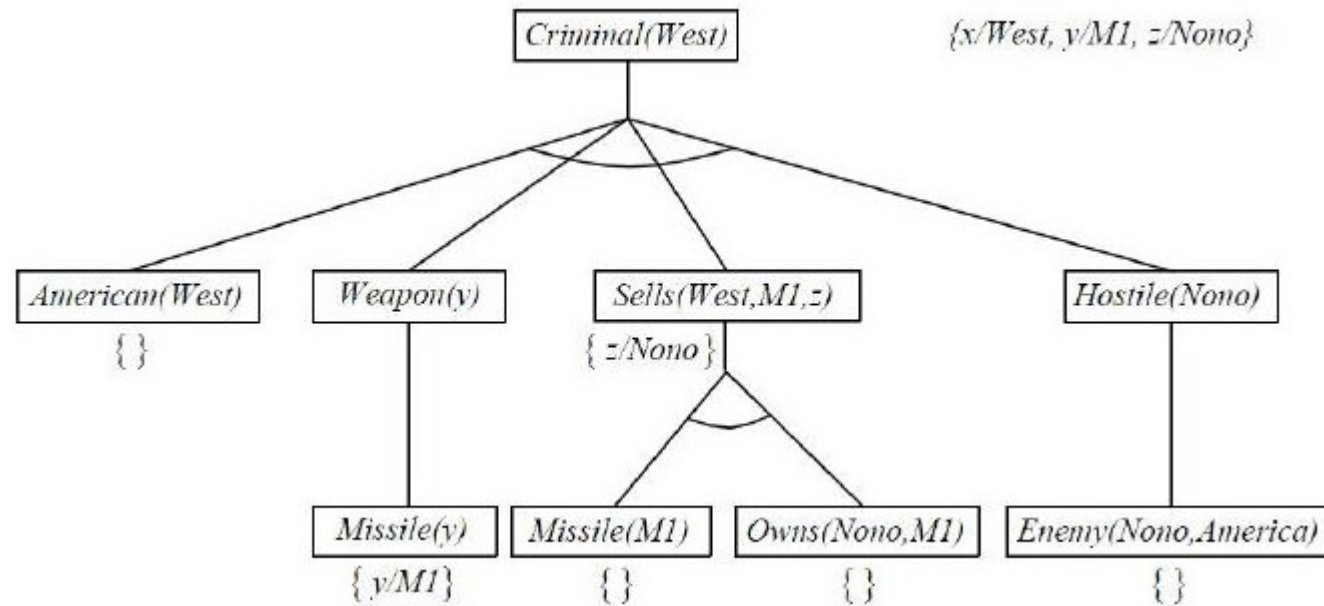 Criminal(West)
{x/West, y/M1, z/Nono}
American(West)
Weapon(y)
Sells(West,M1,z)
Hostile(Nono)
{ }
{ z/Nono }
Missile(y)
Missile(M1)
Owns(Nono,M1)
Enemy(Nono,America)
{ y/M1}
{ }
{ }
{ }